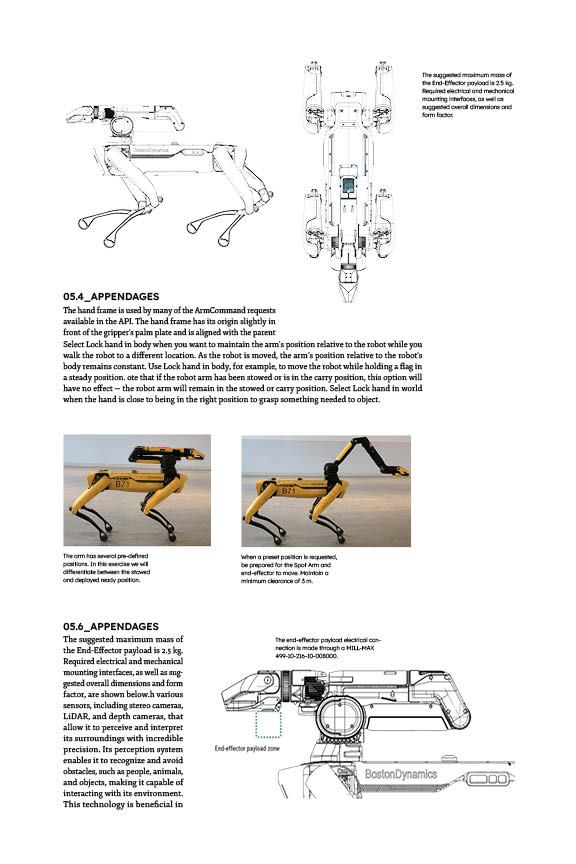 The suggested maximum mass of
the End-Effector payload is 2.5 kg.
Required electrical and mechanical
mounting interfaces, as well as
suggested overall dimensions and
form factor.
BostonDynamics
05.4_APPENDAGES
The hand frame is used by many of the ArmCommand requests
available in the API. The hand frame has its origin slightly in
front of the gripper's palm plate and is aligned with the parent
Select Lock hand in body when you want to maintain the arm's position relative to the robot while you
walk the robot to a different location. As the robot is moved, the arm's position relative to the robot's
body remains constant. Use Lock hand in body, for example, to move the robot while holding a flag in
a steady position. ote that if the robot arm has been stowed or is in the carry position, this option will
have no effect — the robot arm will remain in the stowed or carry position. Select Lock hand in world
when the hand is close to being in the right position to grasp something needed to object.
B71
B71
The arm has several pre-defined
positions. In this exercise we will
differentiate between the stowed
and deployed ready position.
When a preset position is requested,
be prepared for the Spot Arm and
end-effector to move. Maintain a
minimum clearance of 3 m.
05.6_APPENDAGES
The suggested maximum mass of
the End-Effector payload is 2.5 kg.
Required electrical and mechanical
mounting interfaces, as well as sug-
gested overall dimensions and form
factor, are shown below.h various
sensors, including stereo cameras,
LiDAR, and depth cameras, that
allow it to perceive and interpret
its surroundings with incredible
precision. Its perception system
enables it to recognize and avoid
obstacles, such as people, animals,
and objects, making it capable of
interacting with its environment.
This technology is beneficial in
The end-effector payload electrical con-
nection is made through a MILL-MAX
499-10-216-10-008000.
End-effector payload zone
BostonDynamics